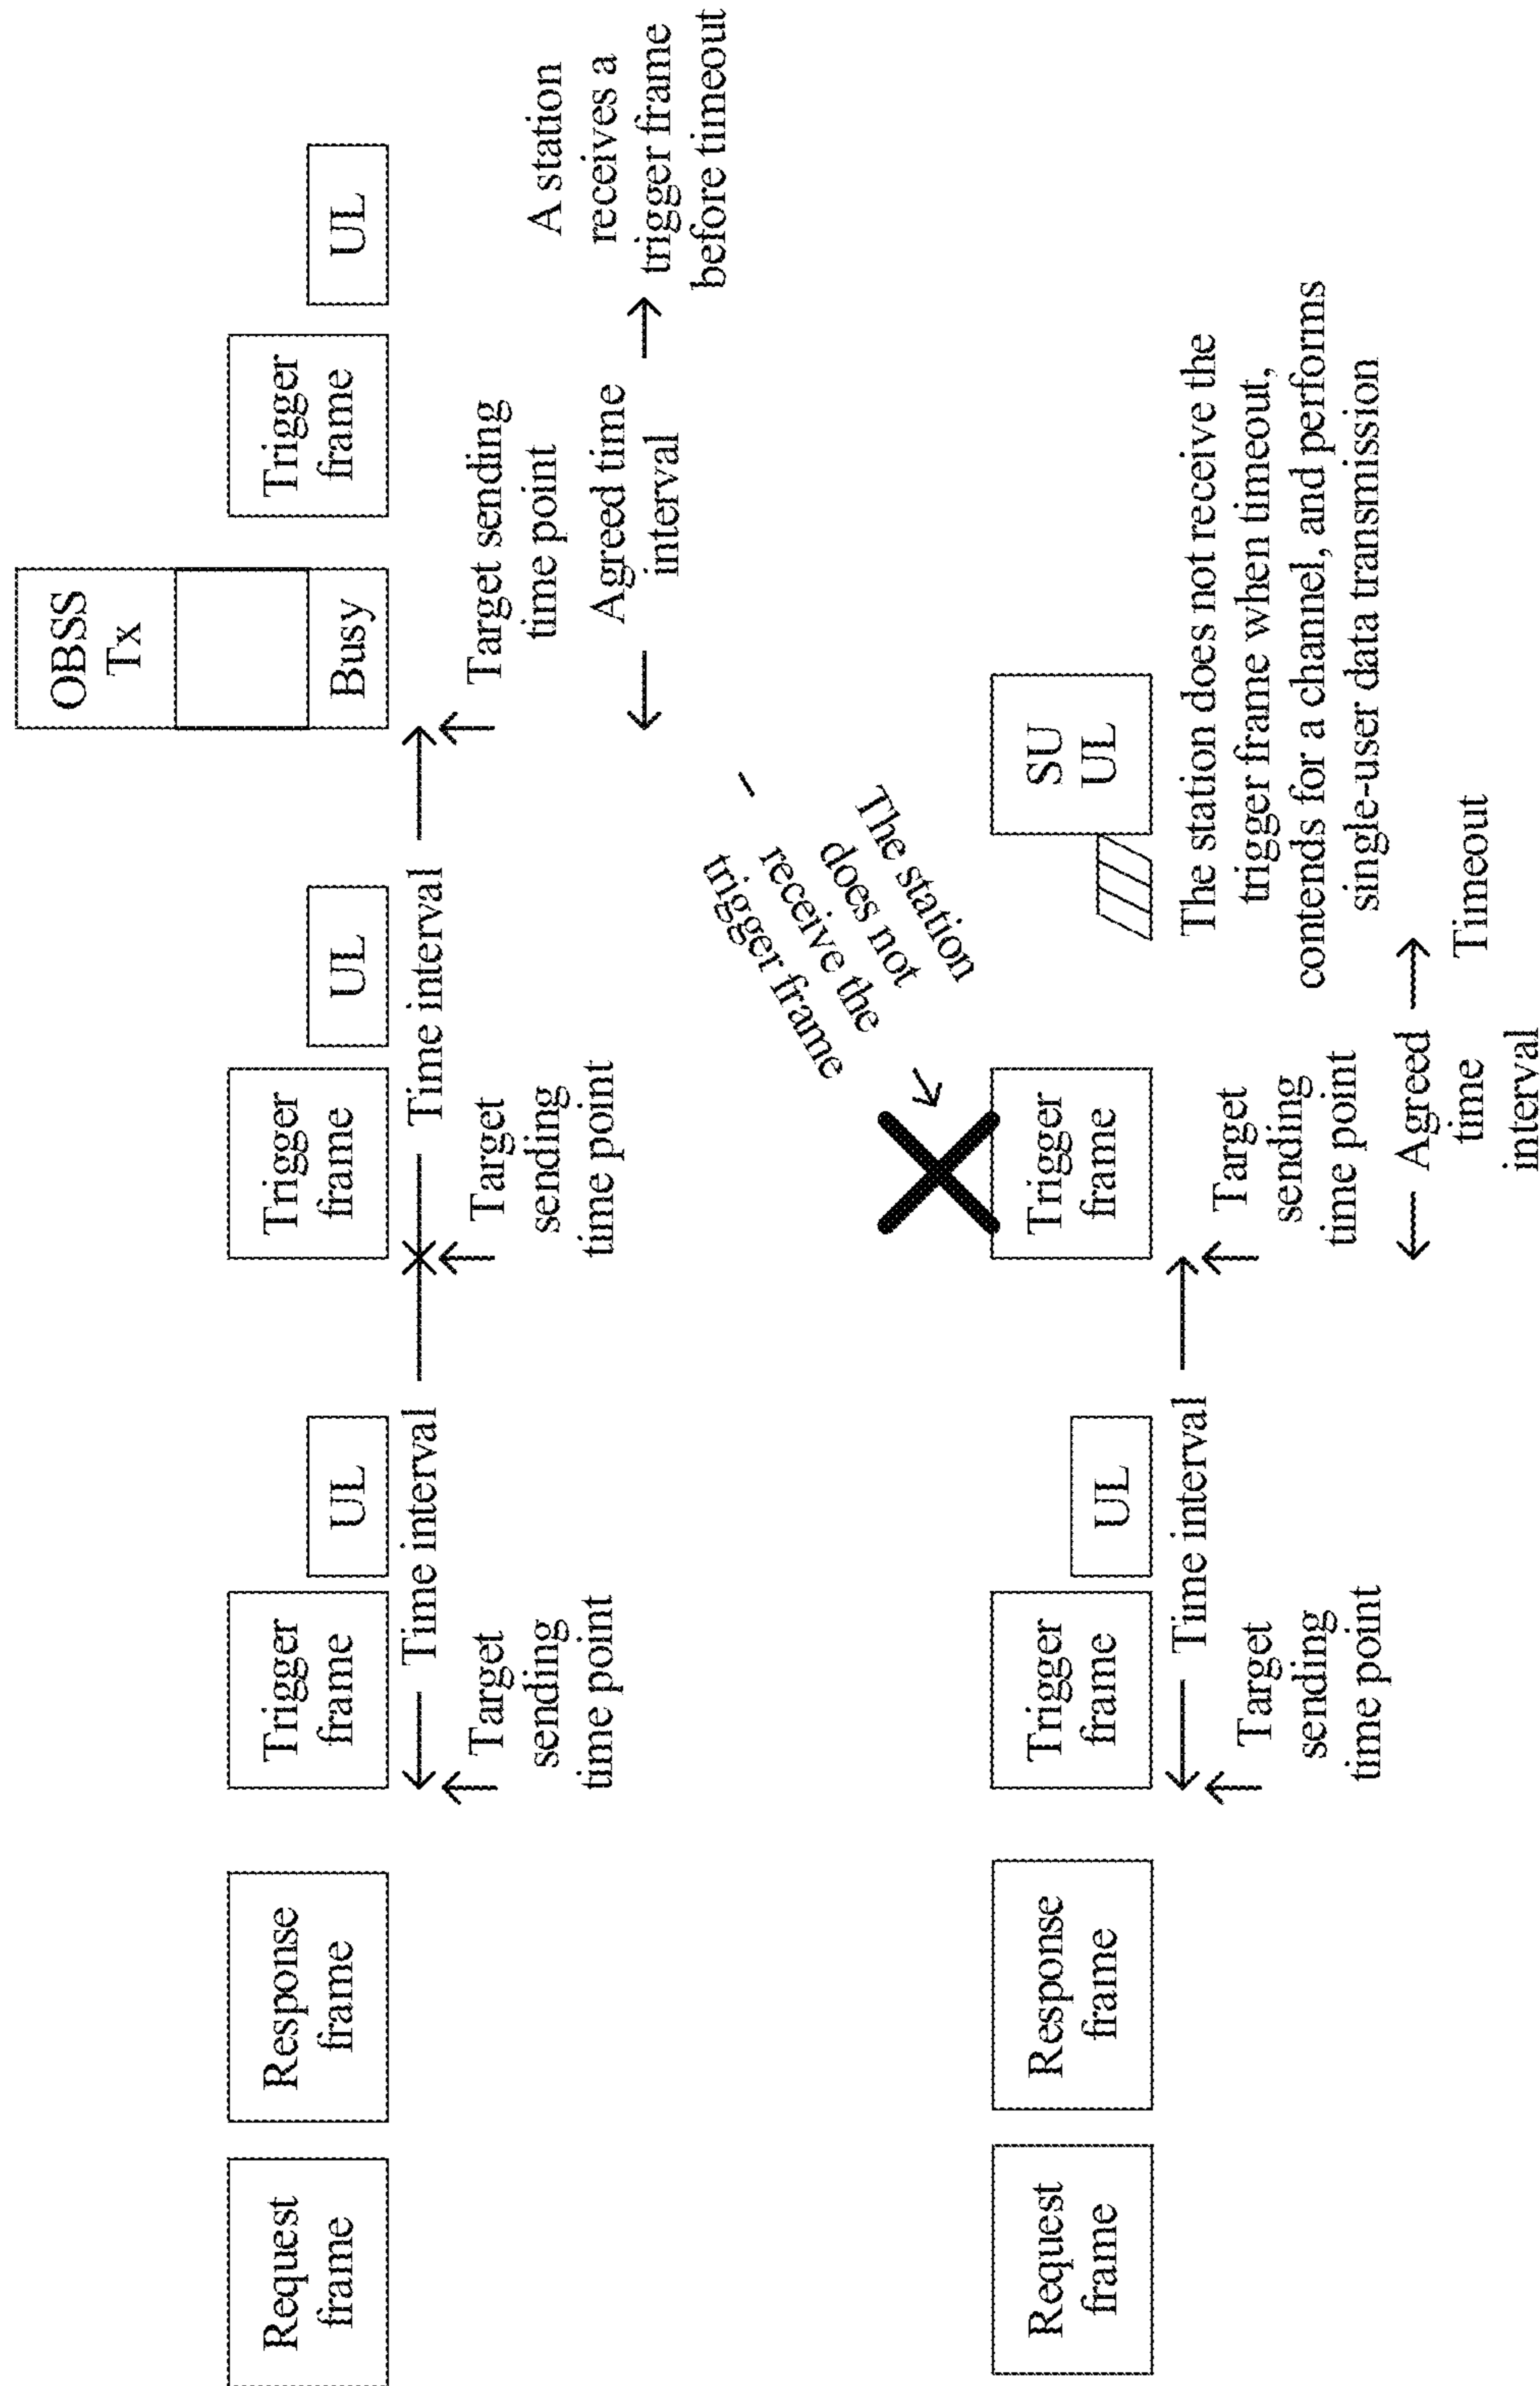 OBSS
Tx
Busy
Request
frame
Response
frame
Trigger
frame
UL
Trigger
frame
UL
Trigger
frame
UL
Time interval
Time interval
Target
sending
time point
Target
sending
time point
Target sending
time point
Agreed time
interval
A station
receives a
trigger frame
before timeout
The station
does not
receive the
trigger frame
Request
frame
Response
frame
Trigger
frame
UL
Trigger
frame
SU
UL
Time interval
Target
sending
time point
Target
sending
time point
The station does not receive the
trigger frame when timeout,
contends for a channel, and performs
single-user data transmission
Agreed
time
interval
Timeout